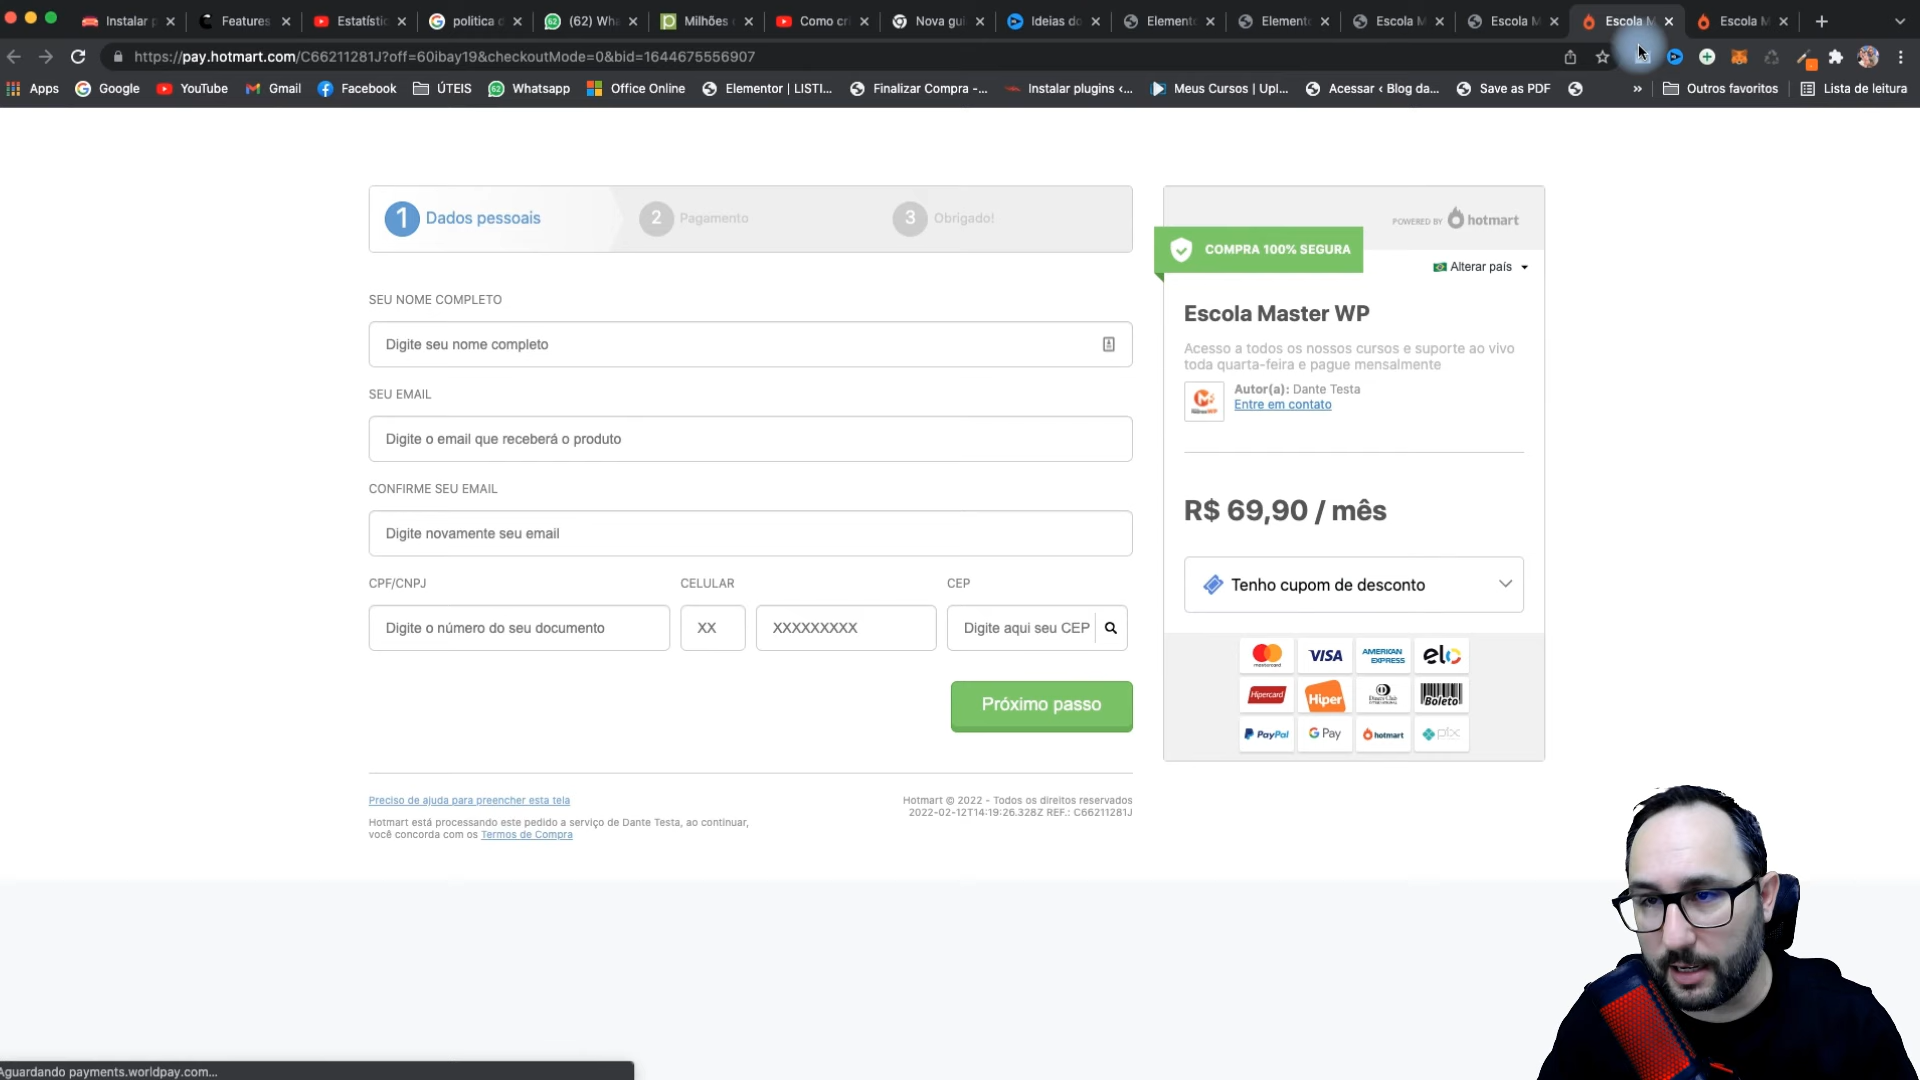 Instalar p
Features
Estatístic
política d
(62) Wha
Milhões
Como cri
Nova gui
Ideias do
Elemento
Elemento
Escola M
Escola M
Escola M
Escola M
https://pay.hotmart.com/C66211281J?off=60ibay19&checkoutMode=0&bid=1644675556907
Apps Google YouTube Gmail Facebook ÚTEIS Whatsapp Office Online Elementor | LISTI... Finalizar Compra -... Instalar plugins ‹... Meus Cursos | Upl... Acessar ‹ Blog da... Save as PDF » Outros favoritos Lista de leitura
1 Dados pessoais 2 Pagamento 3 Obrigado!
SEU NOME COMPLETO
Digite seu nome completo
SEU EMAIL
Digite o email que receberá o produto
CONFIRME SEU EMAIL
Digite novamente seu email
CPF/CNPJ CELULAR CEP
Digite o número do seu documento XX XXXXXXXXX Digite aqui seu CEP
Próximo passo
Preciso de ajuda para preencher esta tela
Hotmart está processando este pedido a serviço de Dante Testa, ao continuar,
você concorda com os Termos de Compra
Hotmart © 2022 - Todos os direitos reservados
2022-02-12T14:19:26.328Z REF.: C66211281J
POWERED BY hotmart
COMPRA 100% SEGURA
Alterar país
Escola Master WP
Acesso a todos os nossos cursos e suporte ao vivo
toda quarta-feira e pague mensalmente
Autor(a): Dante Testa
Entre em contato
R$ 69,90 / mês
Tenho cupom de desconto
mastercard VISA AMERICAN EXPRESS elo
Hipercard Hiper Diners Club Boleto
PayPal G Pay hotmart pix
Aguardando payments.worldpay.com...